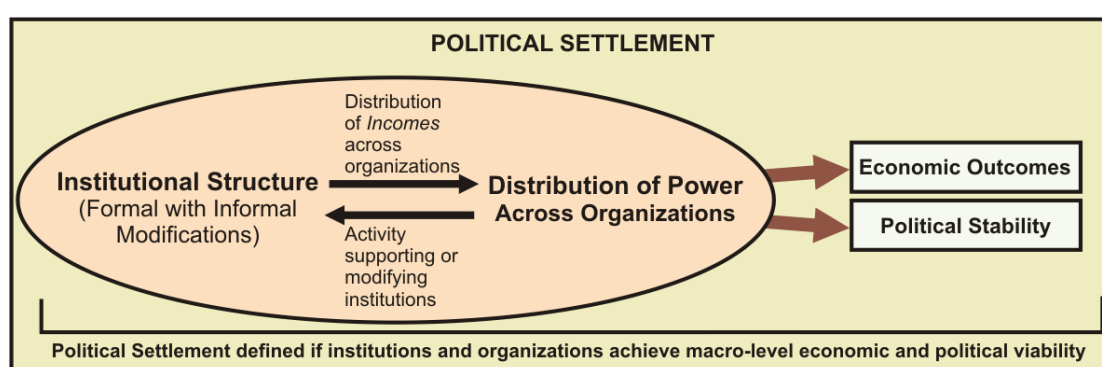 POLITICAL SETTLEMENT
Distribution
of Incomes
across
organizations
Institutional Structure
(Formal with Informal
Modifications)
Distribution of Power
Across Organizations
Activity
supporting or
modifying
institutions
Economic Outcomes
Political Stability
Political Settlement defined if institutions and organizations achieve macro-level economic and political viability